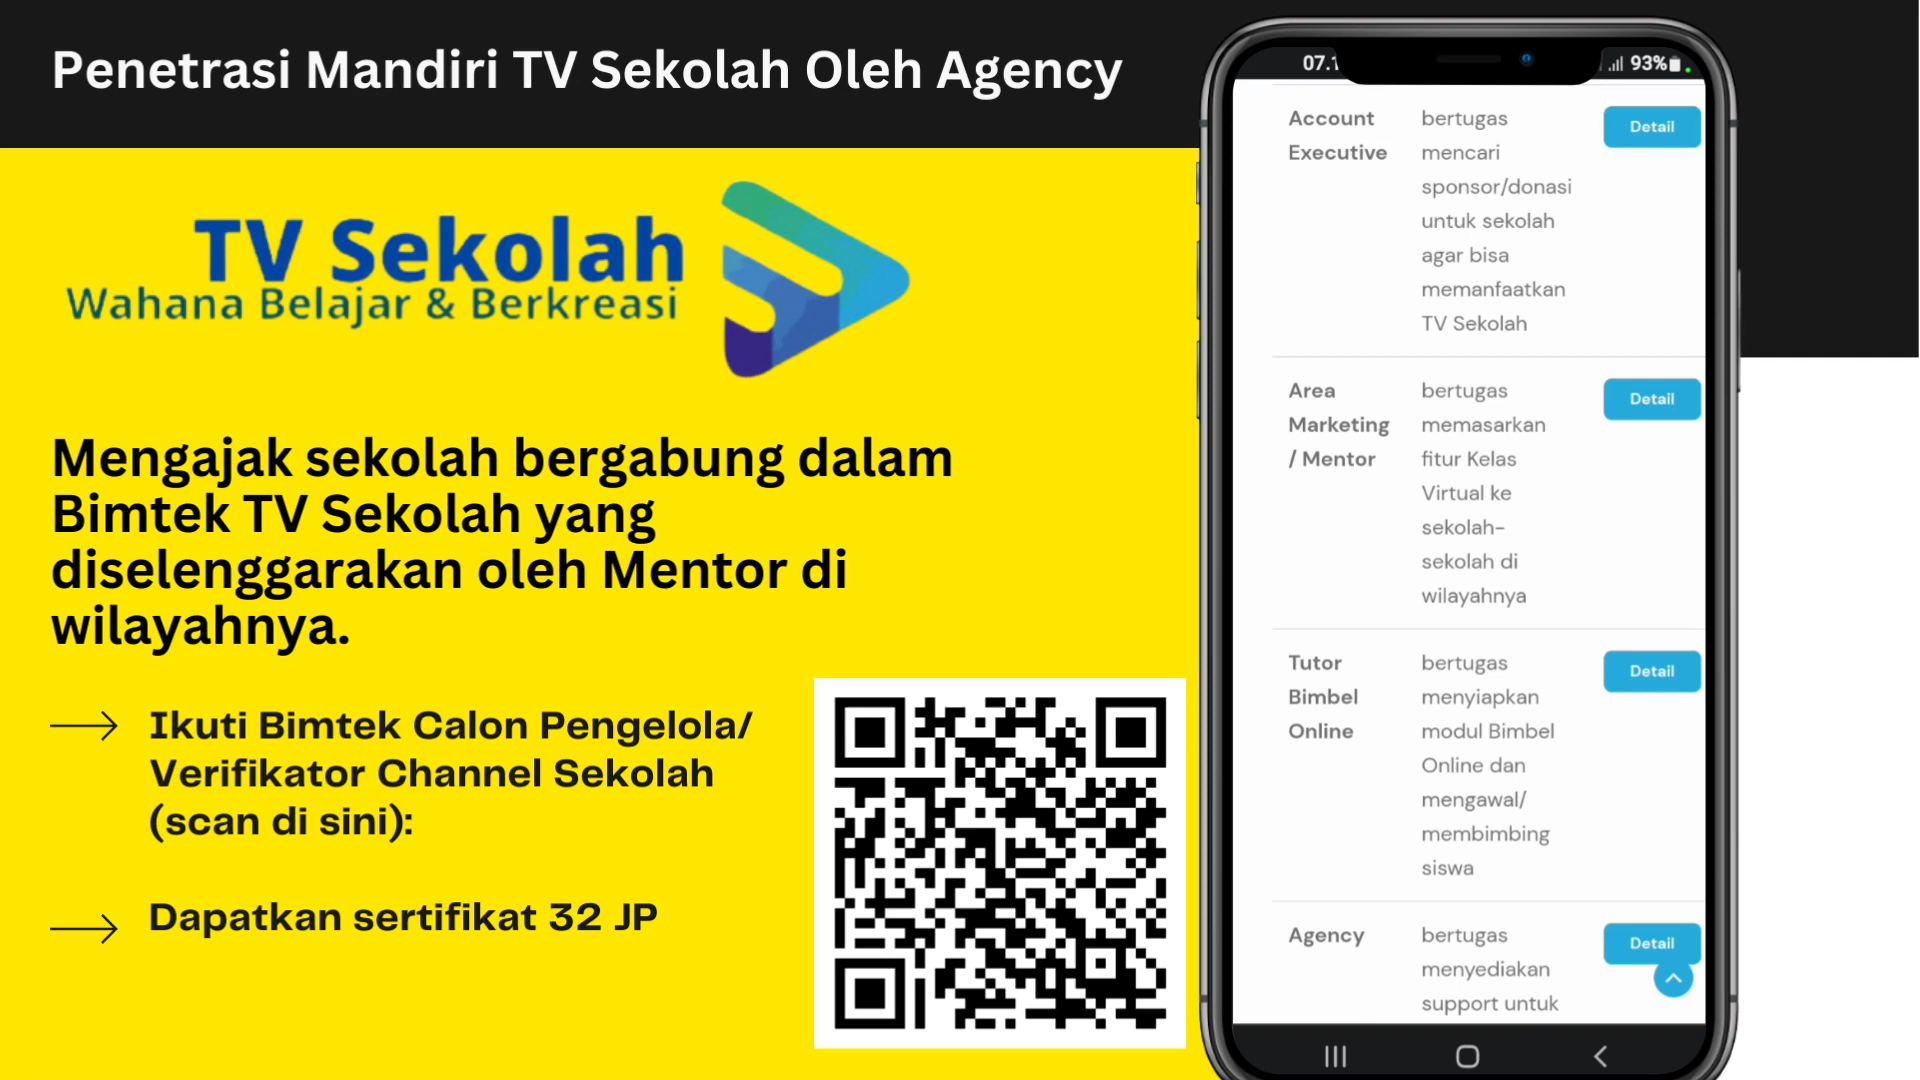 Penetrasi Mandiri TV Sekolah Oleh Agency
TV Sekolah
Wahana Belajar & Berkreasi
Mengajak sekolah bergabung dalam
Bimtek TV Sekolah yang
diselenggarakan oleh Mentor di
wilayahnya.
Ikuti Bimtek Calon Pengelola/
Verifikator Channel Sekolah
(scan di sini):
Dapatkan sertifikat 32 JP
93%
Account
Executive
bertugas
mencari
sponsor/donasi
untuk sekolah
agar bisa
memanfaatkan
TV Sekolah
Detail
Area
Marketing
/ Mentor
bertugas
memasarkan
fitur Kelas
Virtual ke
sekolah-
sekolah di
wilayahnya
Detail
Tutor
Bimbel
Online
bertugas
menyiapkan
modul Bimbel
Online dan
mengawal/
membimbing
siswa
Detail
Agency
bertugas
menyediakan
support untuk
Detail